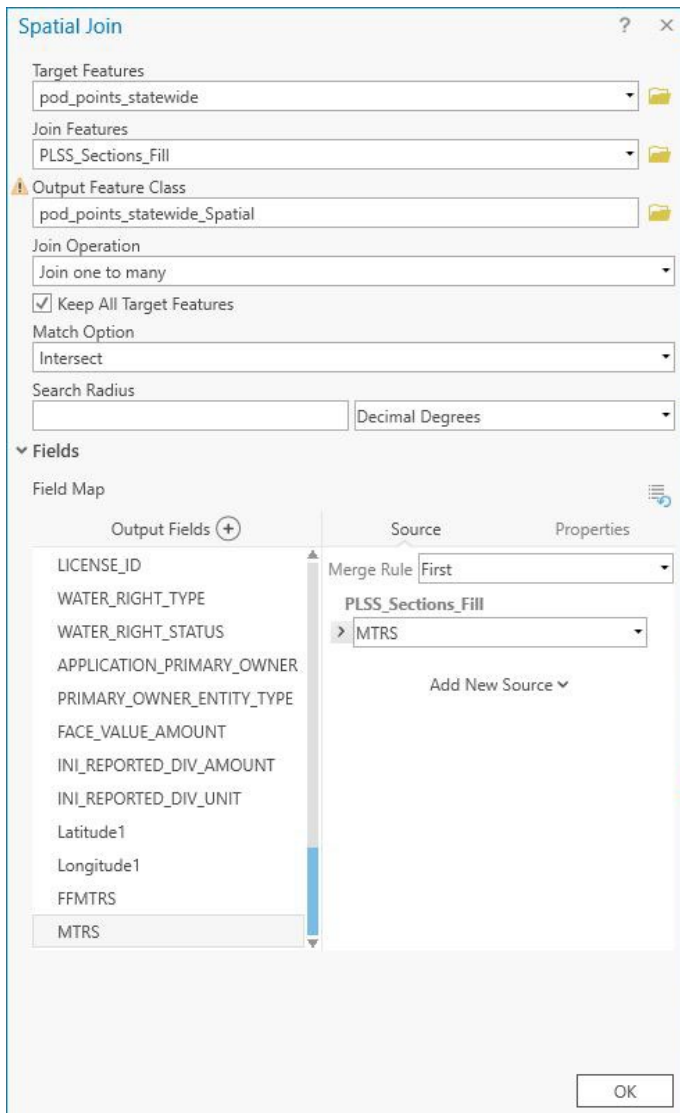 Spatial Join ? ×
Target Features
pod_points_statewide
Join Features
PLSS_Sections_Fill
Output Feature Class
pod_points_statewide_Spatial
Join Operation
Join one to many
Keep All Target Features
Match Option
Intersect
Search Radius
Decimal Degrees
Fields
Field Map
Output Fields
Source
Properties
LICENSE_ID
WATER_RIGHT_TYPE
WATER_RIGHT_STATUS
APPLICATION_PRIMARY_OWNER
PRIMARY_OWNER_ENTITY_TYPE
FACE_VALUE_AMOUNT
INI_REPORTED_DIV_AMOUNT
INI_REPORTED_DIV_UNIT
Latitude1
Longitude1
FFMTRS
MTRS
Merge Rule First
PLSS_Sections_Fill
MTRS
Add New Source
OK